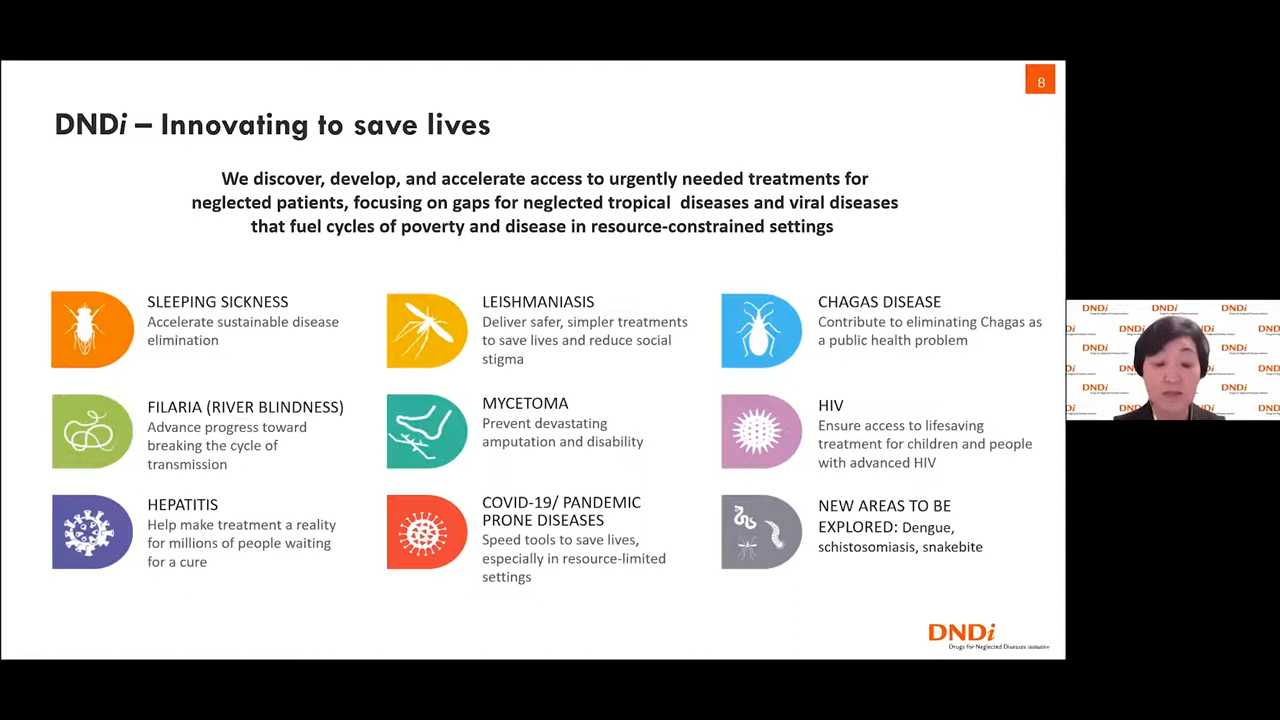 8
DNDi – Innovating to save lives
We discover, develop, and accelerate access to urgently needed treatments for
neglected patients, focusing on gaps for neglected tropical diseases and viral diseases
that fuel cycles of poverty and disease in resource-constrained settings
SLEEPING SICKNESS
Accelerate sustainable disease
elimination
LEISHMANIASIS
Deliver safer, simpler treatments
to save lives and reduce social
stigma
CHAGAS DISEASE
Contribute to eliminating Chagas as
a public health problem
FILARIA (RIVER BLINDNESS)
Advance progress toward
breaking the cycle of
transmission
MYCETOMA
Prevent devastating
amputation and disability
HIV
Ensure access to lifesaving
treatment for children and people
with advanced HIV
HEPATITIS
Help make treatment a reality
for millions of people waiting
for a cure
COVID-19/ PANDEMIC
PRONE DISEASES
Speed tools to save lives,
especially in resource-limited
settings
NEW AREAS TO BE
EXPLORED: Dengue,
schistosomiasis, snakebite
DNDi
Drugs for Neglected Diseases initiative
DNDi
DNDi
DNDi
DNDi
DNDi
DNDi
DNDi